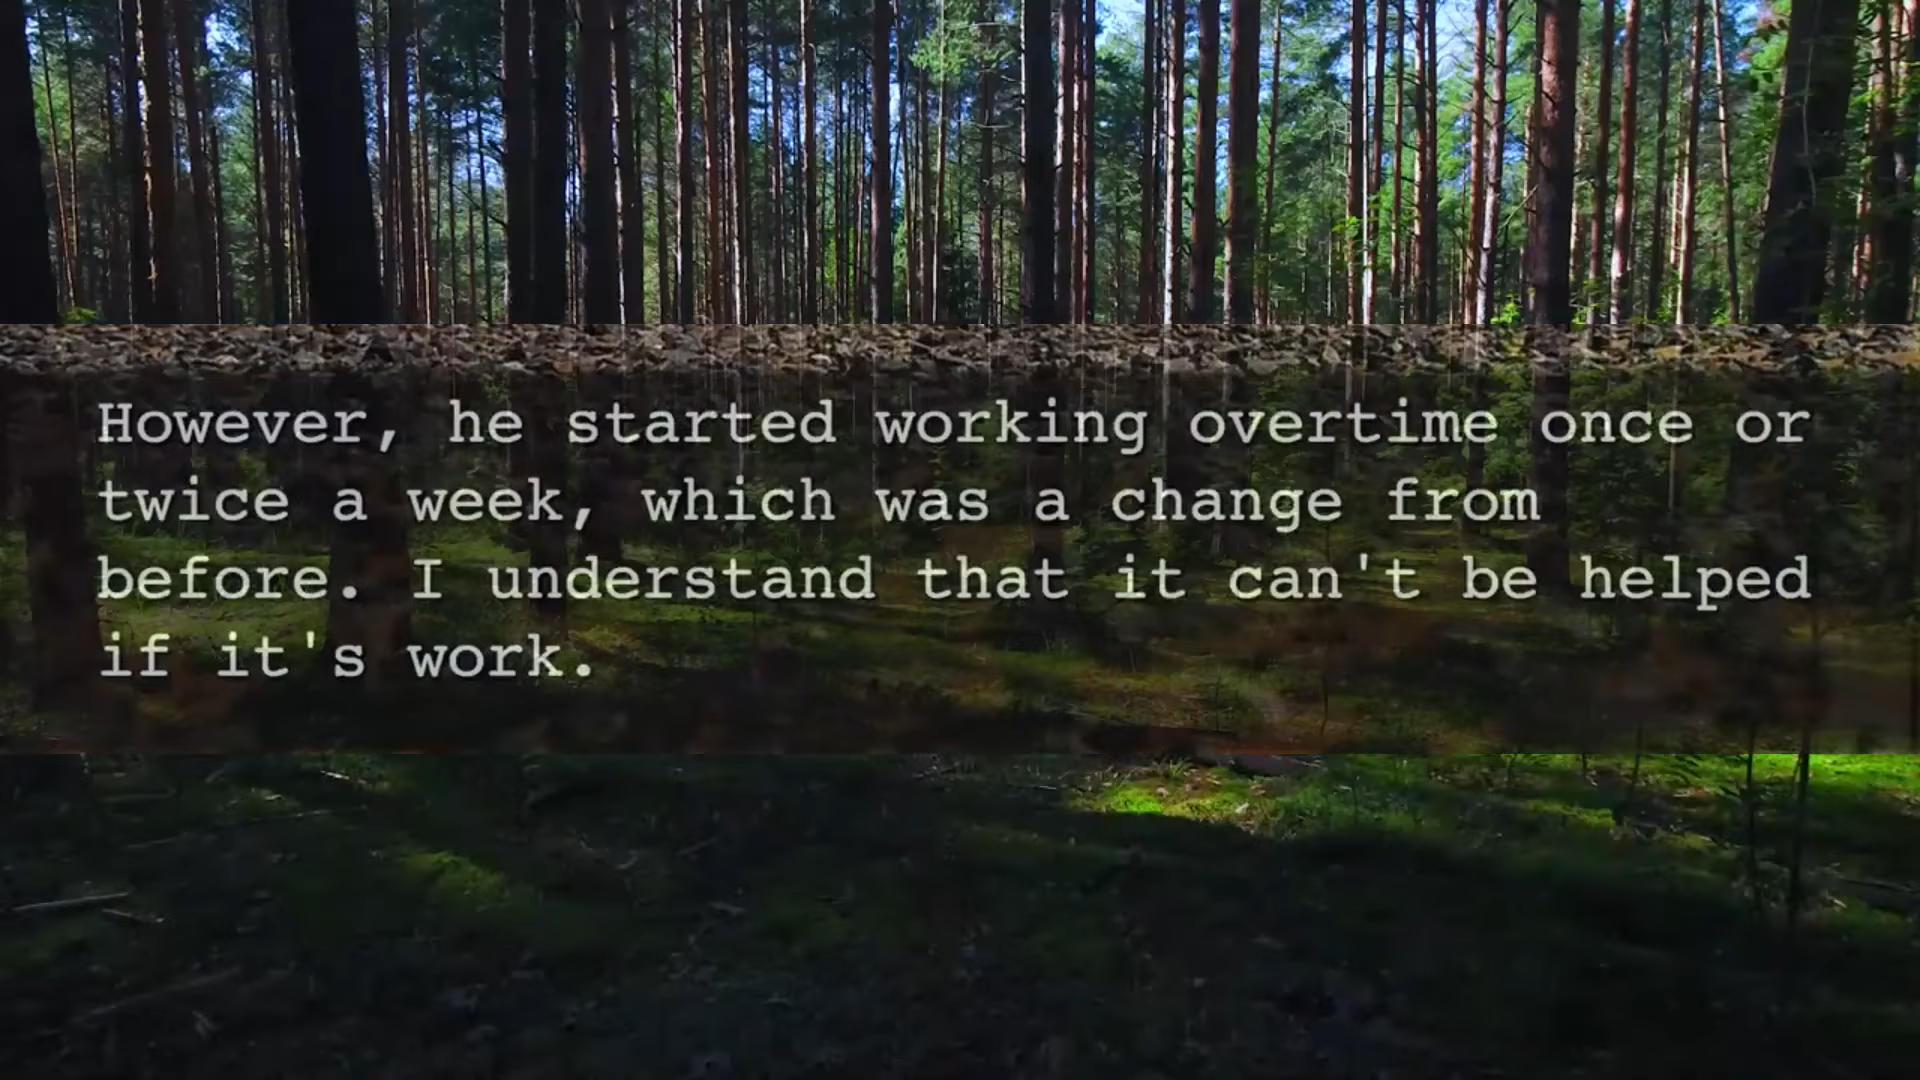 However, he started working overtime once or
twice a week, which was a change from
before. I understand that it can't be helped
if it's work.